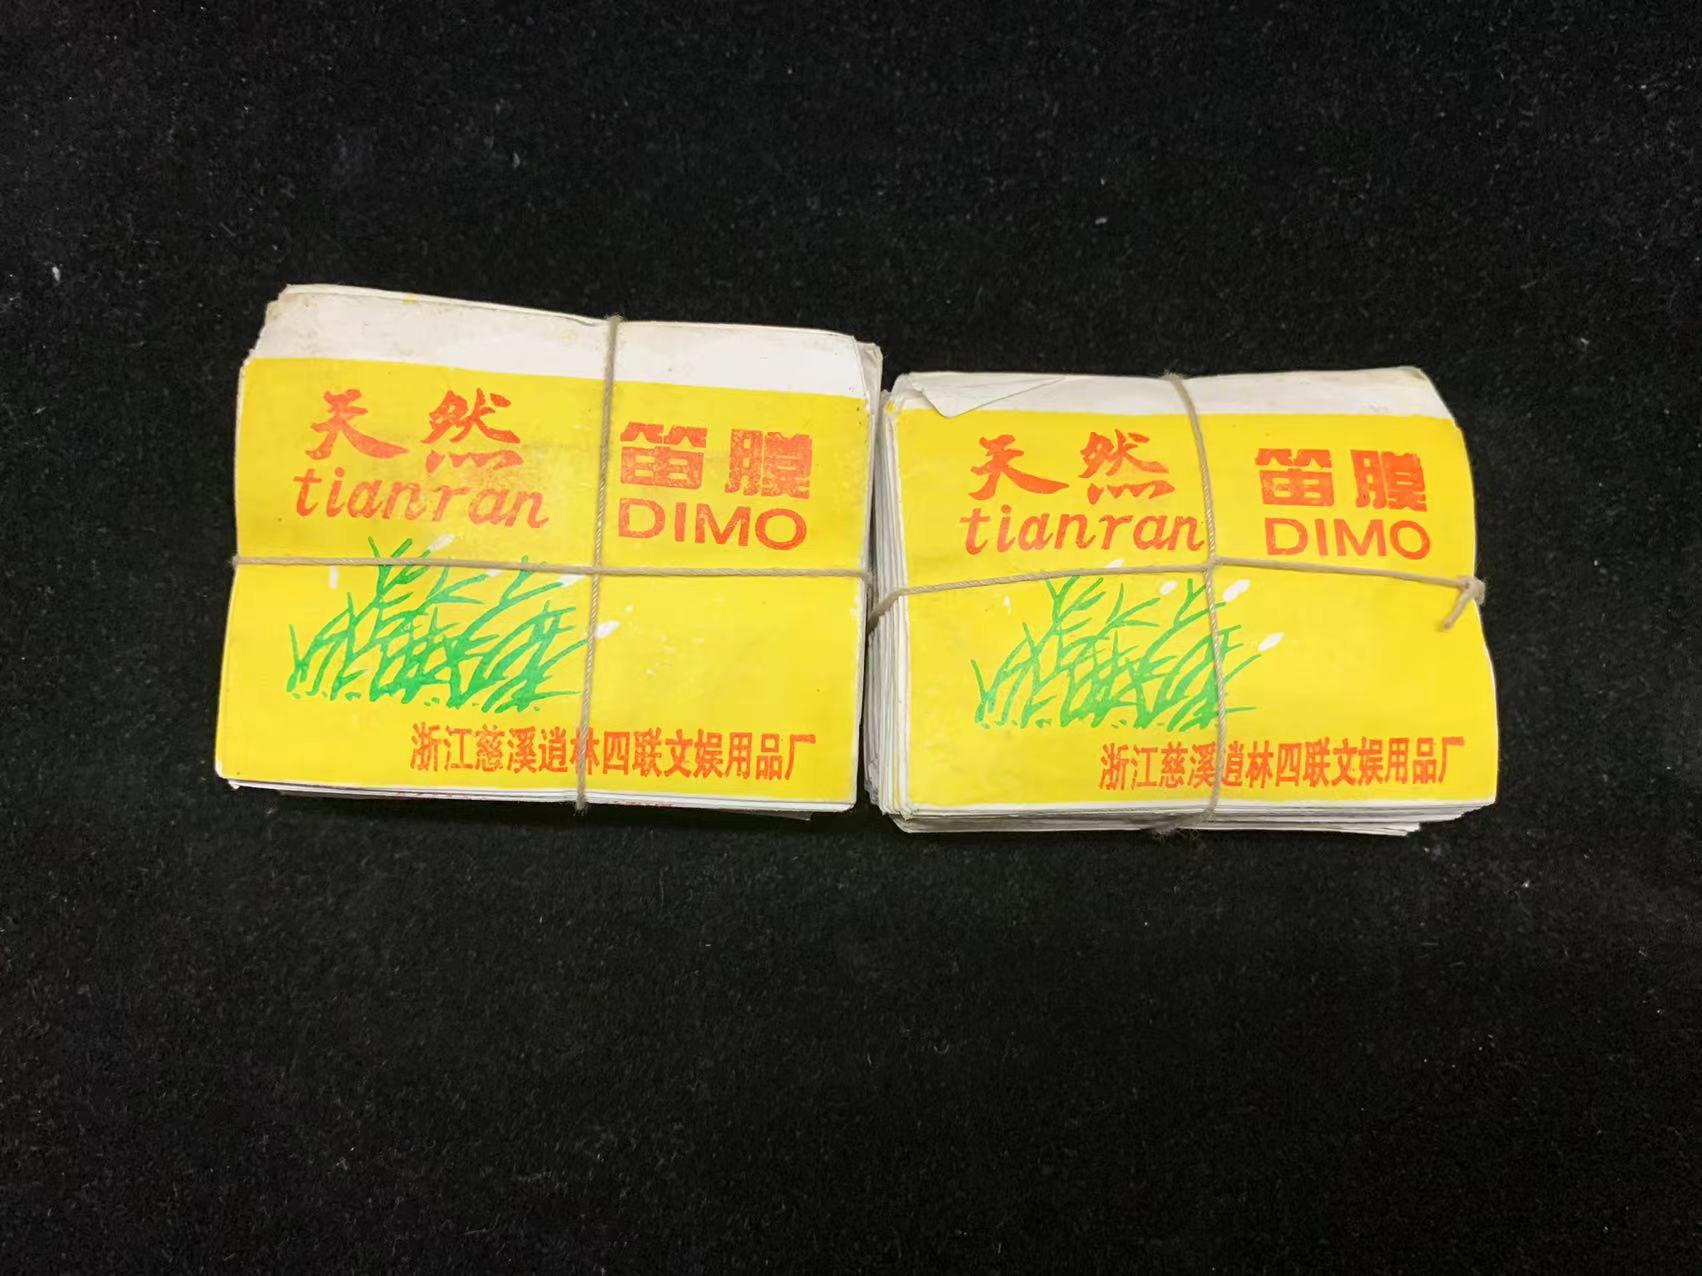 天然
tianran
笛膜
DIMO
浙江慈溪逍林四联文娱用品厂
天然
tianran
笛膜
DIMO
浙江慈溪逍林四联文娱用品厂